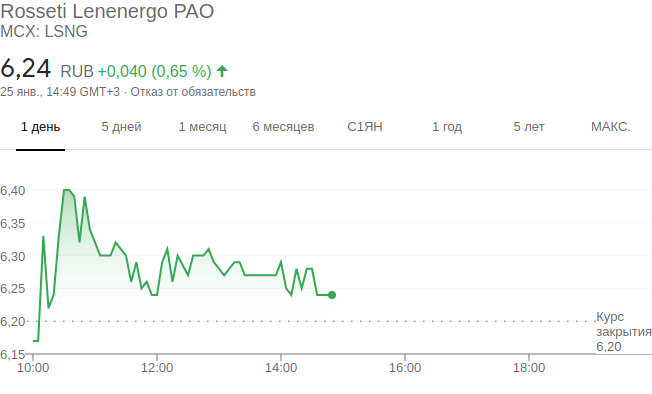 Rosseti Lenenergo PAO
MCX: LSNG
6,24 RUB +0,040 (0,65 %)
25 янв., 14:49 GMT+3 · Отказ от обязательств
1 день 5 дней 1 месяц 6 месяцев С1ЯН 1 год 5 лет МАКС.
6,40
6,35
6,30
6,25
6,20
6,15
Курс
закрытия
6,20
10:00 12:00 14:00 16:00 18:00